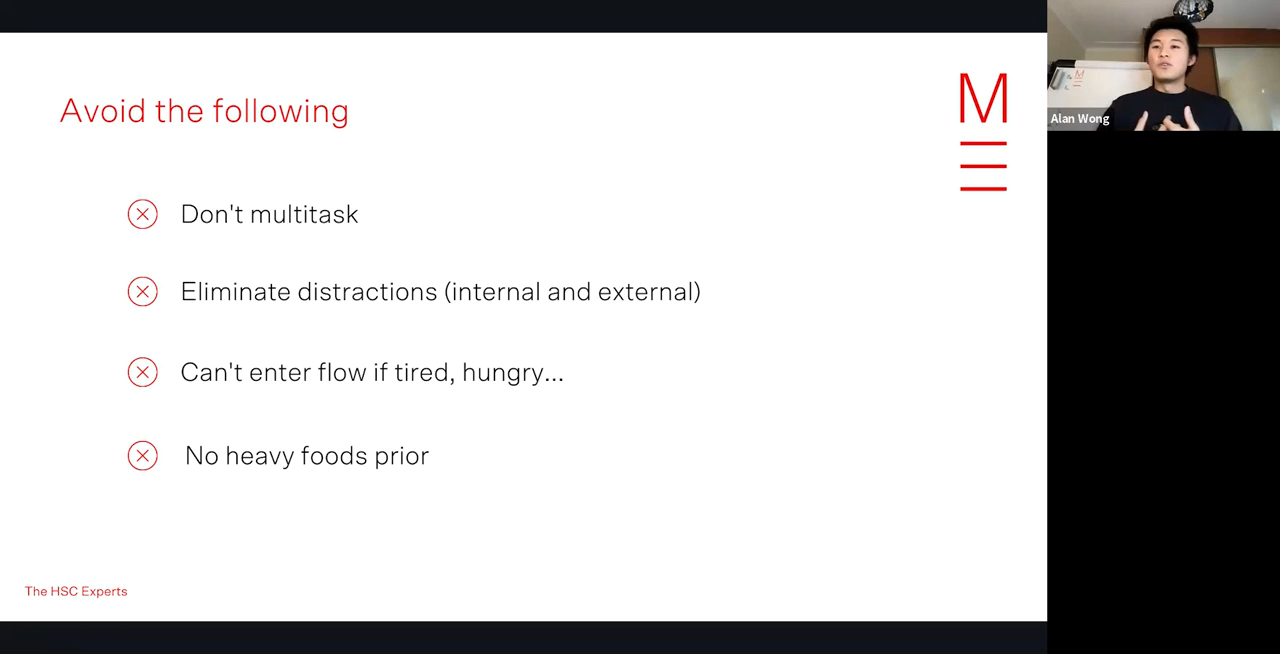 Avoid the following
M
Don't multitask
Eliminate distractions (internal and external)
Can't enter flow if tired, hungry...
No heavy foods prior
The HSC Experts
M
Alan Wong